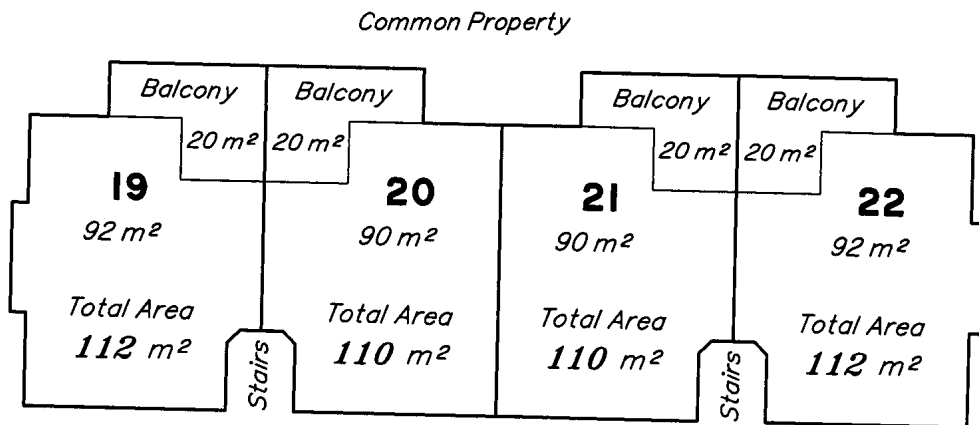 Common Property
Balcony
20 m²
19
92 m²
Total Area
112 m²
Stairs
Balcony
20 m²
20
90 m²
Total Area
110 m²
Balcony
20 m²
21
90 m²
Total Area
110 m²
Stairs
Balcony
20 m²
22
92 m²
Total Area
112 m²